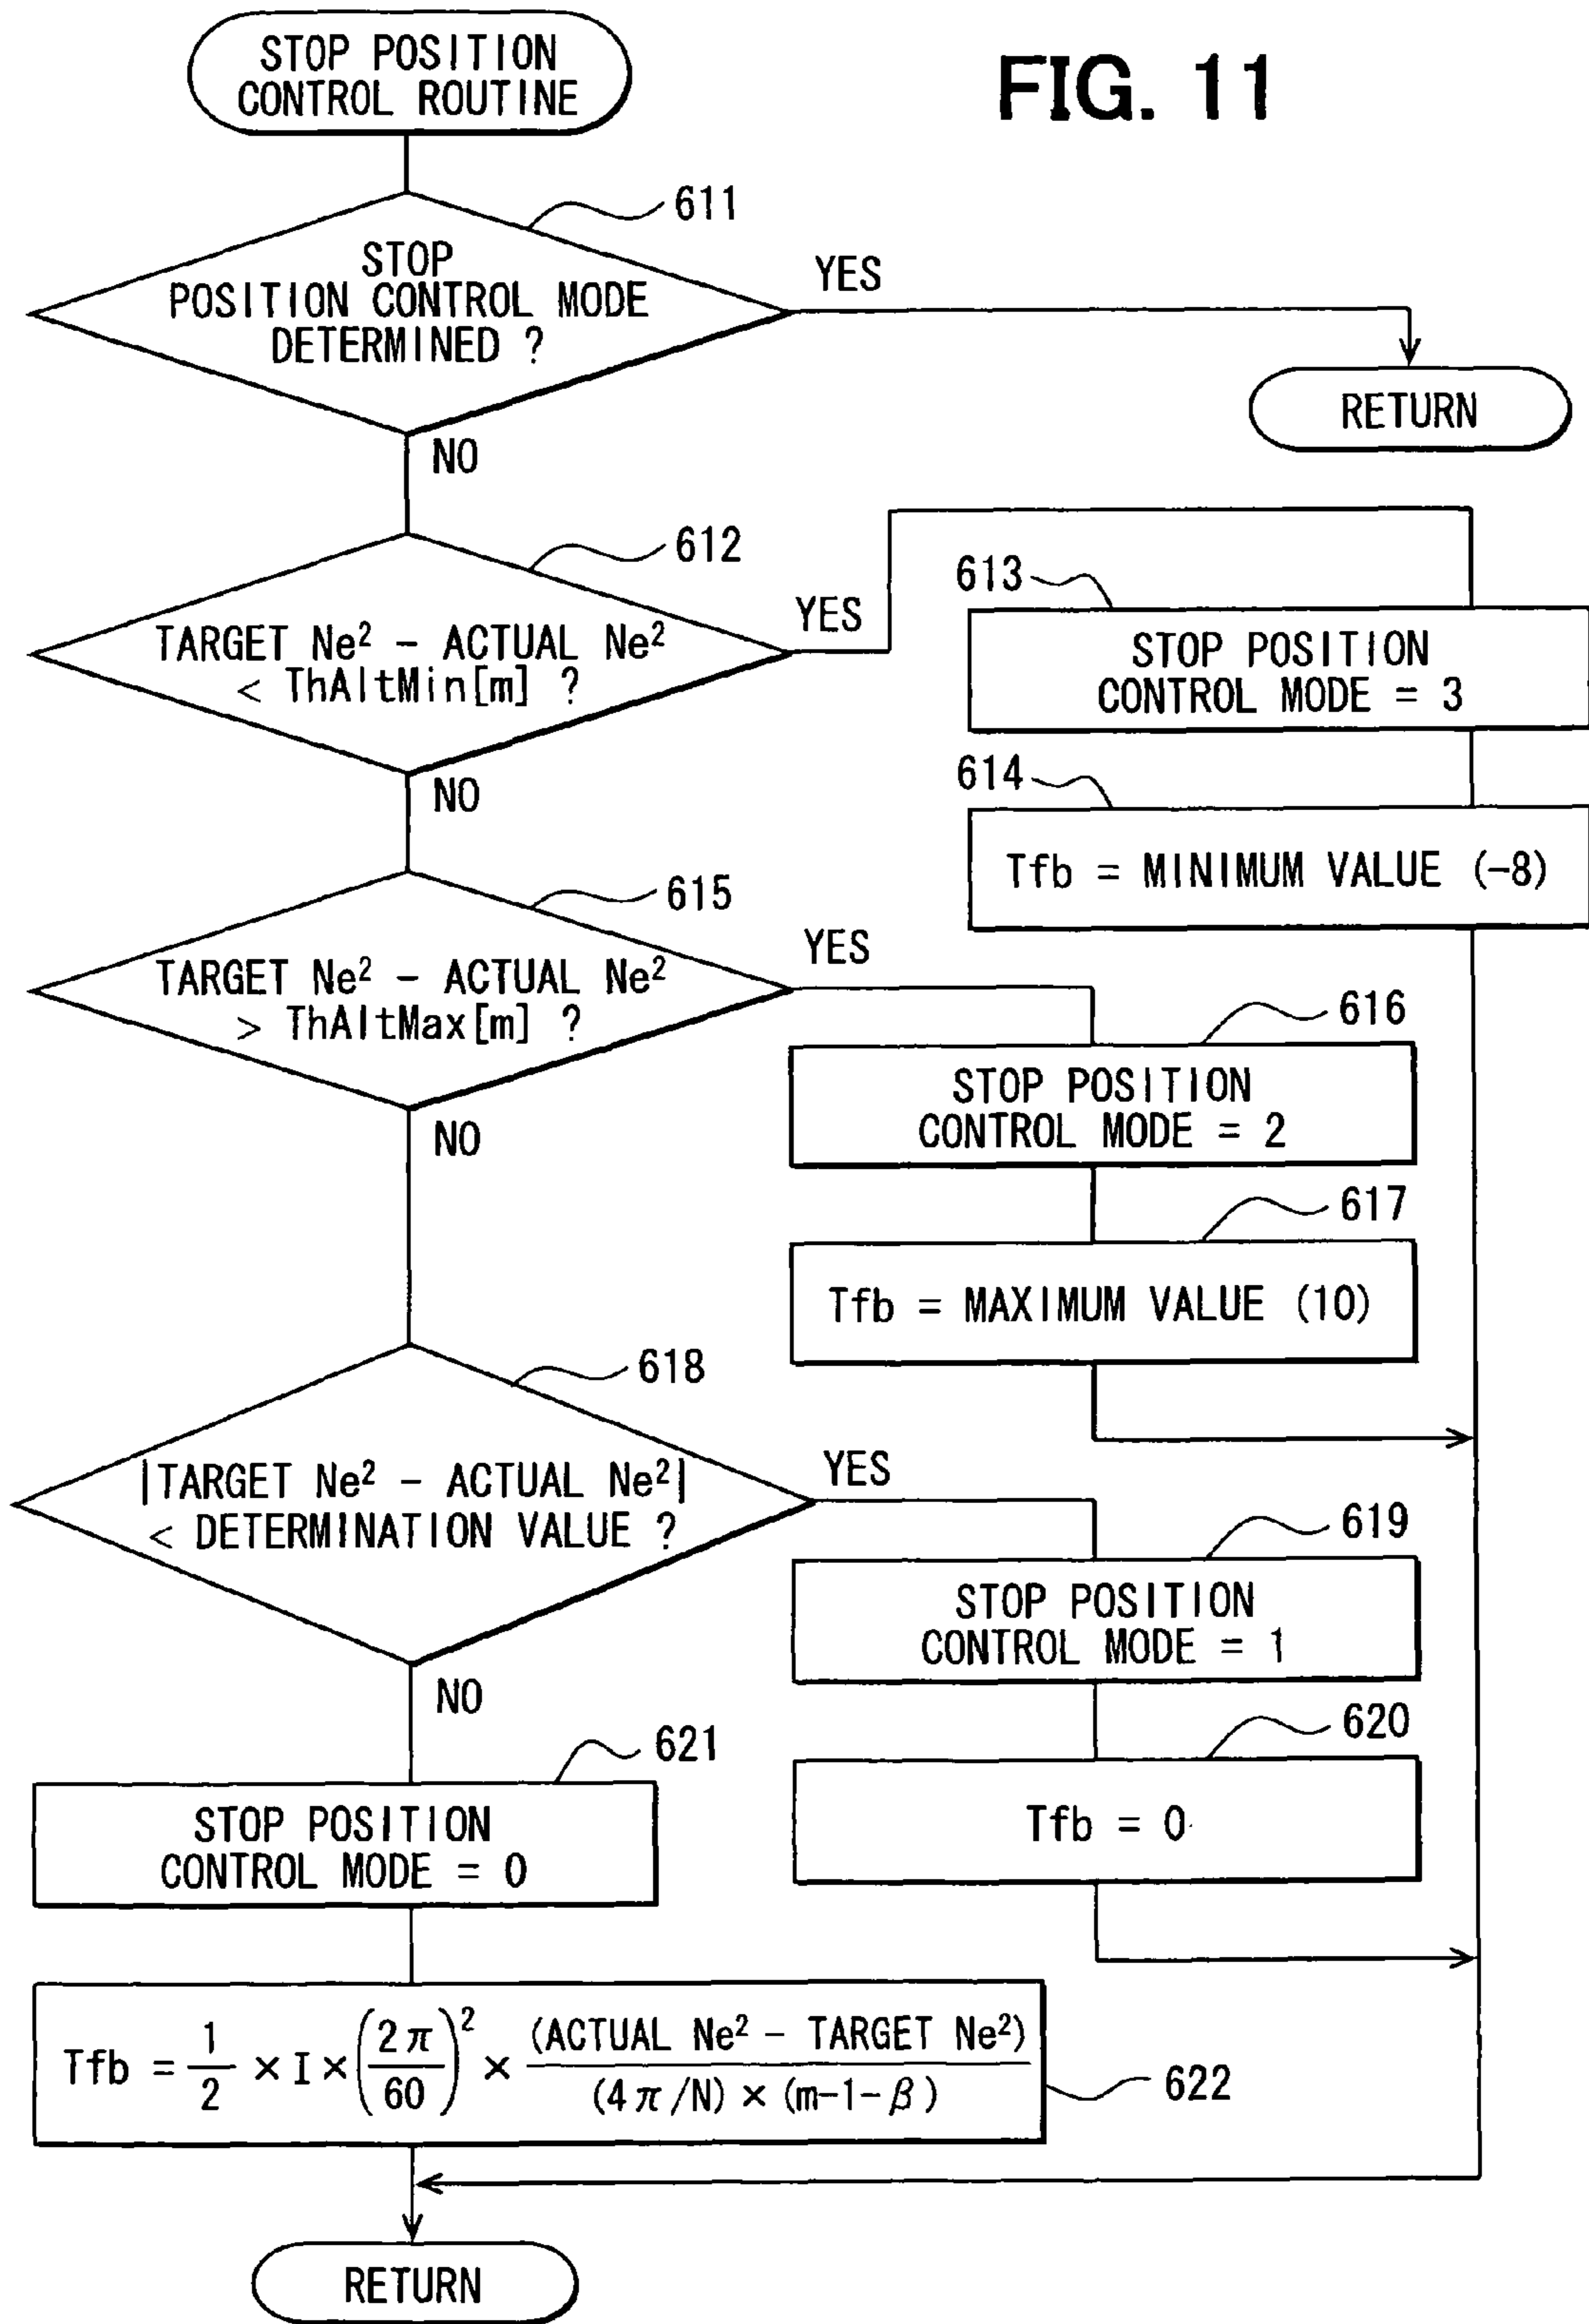 STOP POSITION
CONTROL ROUTINE
FIG. 11
611
STOP
POSITION CONTROL MODE
DETERMINED ?
YES
RETURN
NO
612
TARGET Ne² - ACTUAL Ne²
< ThAltMin[m] ?
YES
613
STOP POSITION
CONTROL MODE = 3
614
Tfb = MINIMUM VALUE (-8)
NO
615
TARGET Ne² - ACTUAL Ne²
> ThAltMax[m] ?
YES
616
STOP POSITION
CONTROL MODE = 2
617
Tfb = MAXIMUM VALUE (10)
NO
618
|TARGET Ne² - ACTUAL Ne²|
< DETERMINATION VALUE ?
YES
619
STOP POSITION
CONTROL MODE = 1
620
Tfb = 0
NO
621
STOP POSITION
CONTROL MODE = 0
Tfb = 1/2 × I × (2π/60)² × (ACTUAL Ne² - TARGET Ne²)/(4π/N) × (m-1-β)
622
RETURN